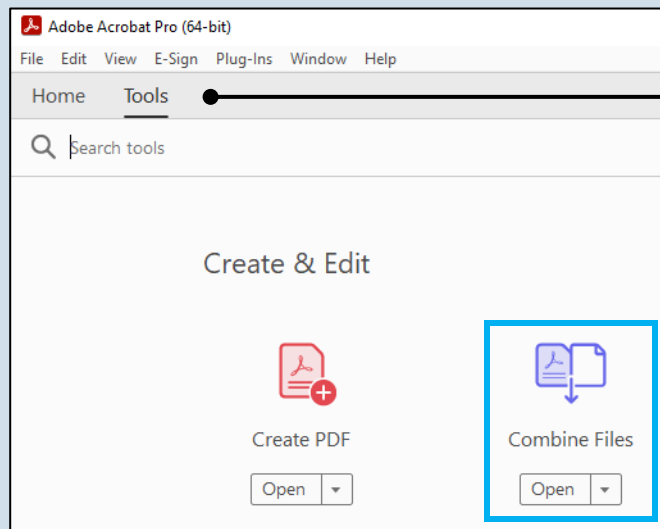 Adobe Acrobat Pro (64-bit)
File Edit View E-Sign Plug-Ins Window Help
Home Tools
Search tools
Create & Edit
Create PDF Combine Files
Open Open